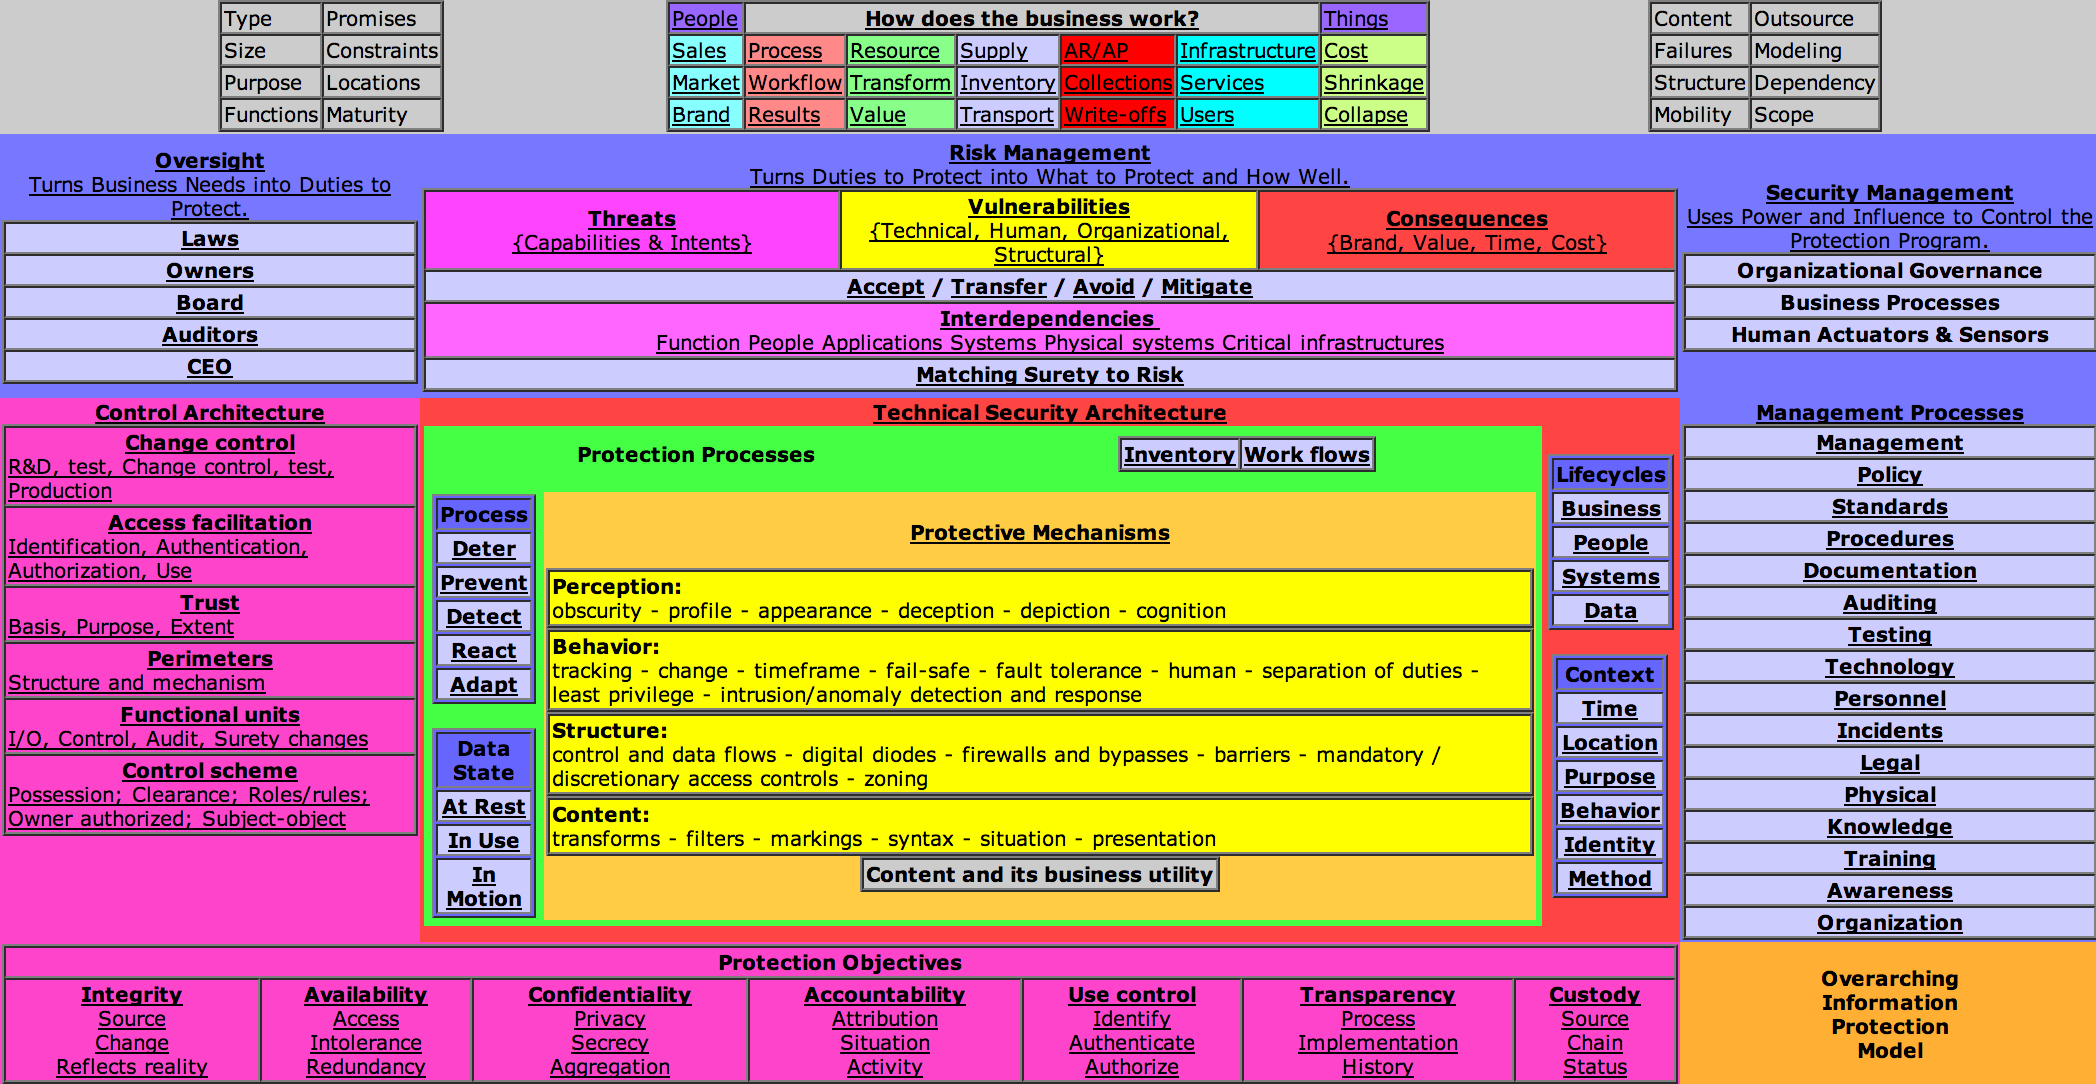 Type Promises
Size Constraints
Purpose Locations
Functions Maturity
People How does the business work? Things
Sales Process Resource Supply AR/AP Infrastructure Cost
Market Workflow Transform Inventory Collections Services Shrinkage
Brand Results Value Transport Write-offs Users Collapse
Content Outsource
Failures Modeling
Structure Dependency
Mobility Scope
Oversight
Turns Business Needs into Duties to
Protect.
Laws
Owners
Board
Auditors
CEO
Risk Management
Turns Duties to Protect into What to Protect and How Well.
Threats
{Capabilities & Intents}
Vulnerabilities
{Technical, Human, Organizational,
Structural}
Consequences
{Brand, Value, Time, Cost}
Accept / Transfer / Avoid / Mitigate
Interdependencies
Function People Applications Systems Physical systems Critical infrastructures
Matching Surety to Risk
Security Management
Uses Power and Influence to Control the
Protection Program.
Organizational Governance
Business Processes
Human Actuators & Sensors
Control Architecture
Change control
R&D, test, Change control, test,
Production
Access facilitation
Identification, Authentication,
Authorization, Use
Trust
Basis, Purpose, Extent
Perimeters
Structure and mechanism
Functional units
I/O, Control, Audit, Surety changes
Control scheme
Possession; Clearance; Roles/rules;
Owner authorized; Subject-object
Technical Security Architecture
Protection Processes
Inventory Work flows
Process
Deter
Prevent
Detect
React
Adapt
Data
State
At Rest
In Use
In
Motion
Protective Mechanisms
Perception:
obscurity - profile - appearance - deception - depiction - cognition
Behavior:
tracking - change - timeframe - fail-safe - fault tolerance - human - separation of duties -
least privilege - intrusion/anomaly detection and response
Structure:
control and data flows - digital diodes - firewalls and bypasses - barriers - mandatory /
discretionary access controls - zoning
Content:
transforms - filters - markings - syntax - situation - presentation
Content and its business utility
Lifecycles
Business
People
Systems
Data
Context
Time
Location
Purpose
Behavior
Identity
Method
Management Processes
Management
Policy
Standards
Procedures
Documentation
Auditing
Testing
Technology
Personnel
Incidents
Legal
Physical
Knowledge
Training
Awareness
Organization
Protection Objectives
Integrity
Source
Change
Reflects reality
Availability
Access
Intolerance
Redundancy
Confidentiality
Privacy
Secrecy
Aggregation
Accountability
Attribution
Situation
Activity
Use control
Identify
Authenticate
Authorize
Transparency
Process
Implementation
History
Custody
Source
Chain
Status
Overarching
Information
Protection
Model